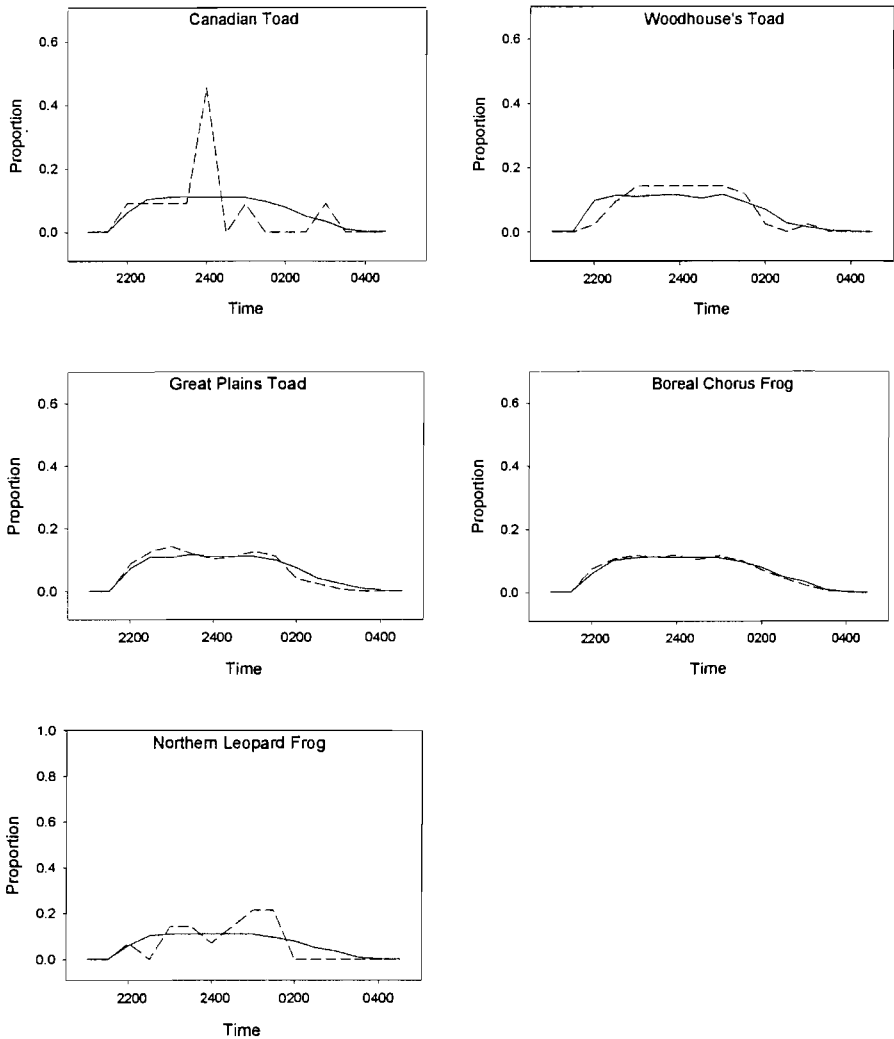 Canadian Toad
Proportion
0.6
0.4
0.2
0.0
2200
2400
0200
0400
Time
Woodhouse's Toad
Proportion
0.6
0.4
0.2
0.0
2200
2400
0200
0400
Time
Great Plains Toad
Proportion
0.6
0.4
0.2
0.0
2200
2400
0200
0400
Time
Boreal Chorus Frog
Proportion
0.6
0.4
0.2
0.0
2200
2400
0200
0400
Time
Northern Leopard Frog
Proportion
1.0
0.8
0.6
0.4
0.2
0.0
2200
2400
0200
0400
Time